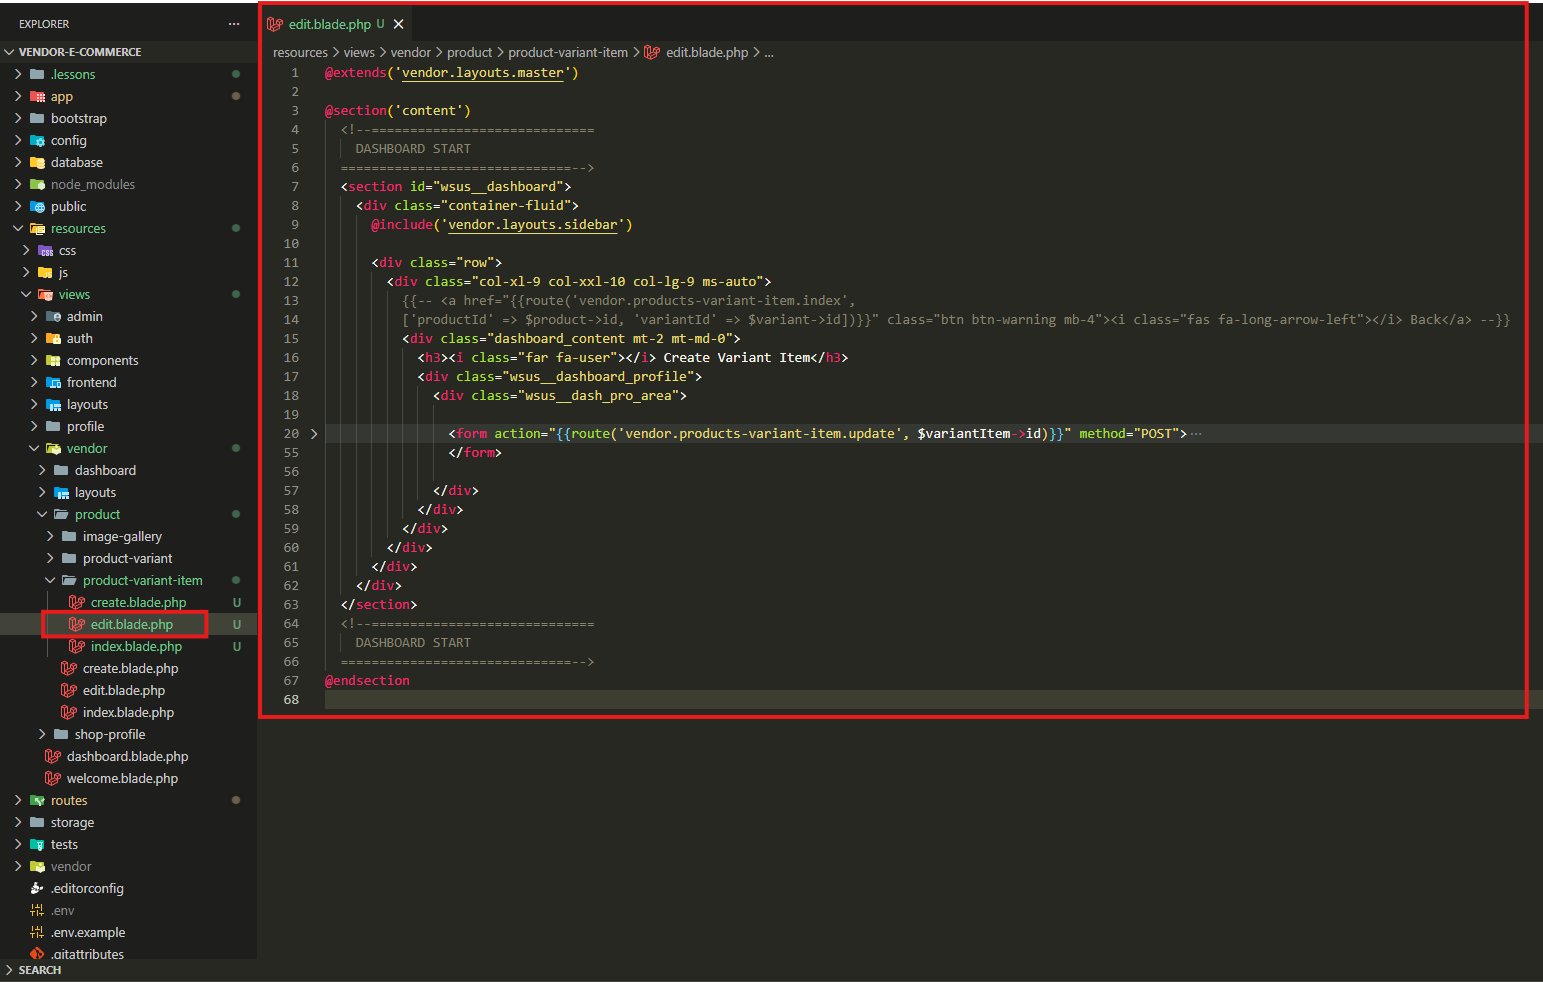 EXPLORER
VENDOR-E-COMMERCE
.lessons
app
bootstrap
config
database
node_modules
public
resources
css
js
views
admin
auth
components
frontend
layouts
profile
vendor
dashboard
layouts
product
image-gallery
product-variant
product-variant-item
create.blade.php U
edit.blade.php U
index.blade.php U
create.blade.php
edit.blade.php
index.blade.php
shop-profile
dashboard.blade.php
welcome.blade.php
routes
storage
tests
vendor
.editorconfig
.env
.env.example
.gitattributes
SEARCH
edit.blade.php U
resources > views > vendor > product > product-variant-item > edit.blade.php > ...
1 @extends('vendor.layouts.master')
2
3 @section('content')
4 <!--=============================
5 DASHBOARD START
6 ==============================-->
7 <section id="wsus__dashboard">
8 <div class="container-fluid">
9 @include('vendor.layouts.sidebar')
10
11 <div class="row">
12 <div class="col-xl-9 col-xxl-10 col-lg-9 ms-auto">
13 {{-- <a href="{{route('vendor.products-variant-item.index',
14 ['productId' => $product->id, 'variantId' => $variant->id])}}" class="btn btn-warning mb-4"><i class="fas fa-long-arrow-left"></i> Back</a> --}}
15 <div class="dashboard_content mt-2 mt-md-0">
16 <h3><i class="far fa-user"></i> Create Variant Item</h3>
17 <div class="wsus__dashboard_profile">
18 <div class="wsus__dash_pro_area">
19
20 <form action="{{route('vendor.products-variant-item.update', $variantItem->id)}}" method="POST">···
55 </form>
56
57 </div>
58 </div>
59 </div>
60 </div>
61 </div>
62 </div>
63 </section>
64 <!--=============================
65 DASHBOARD START
66 ==============================-->
67 @endsection
68